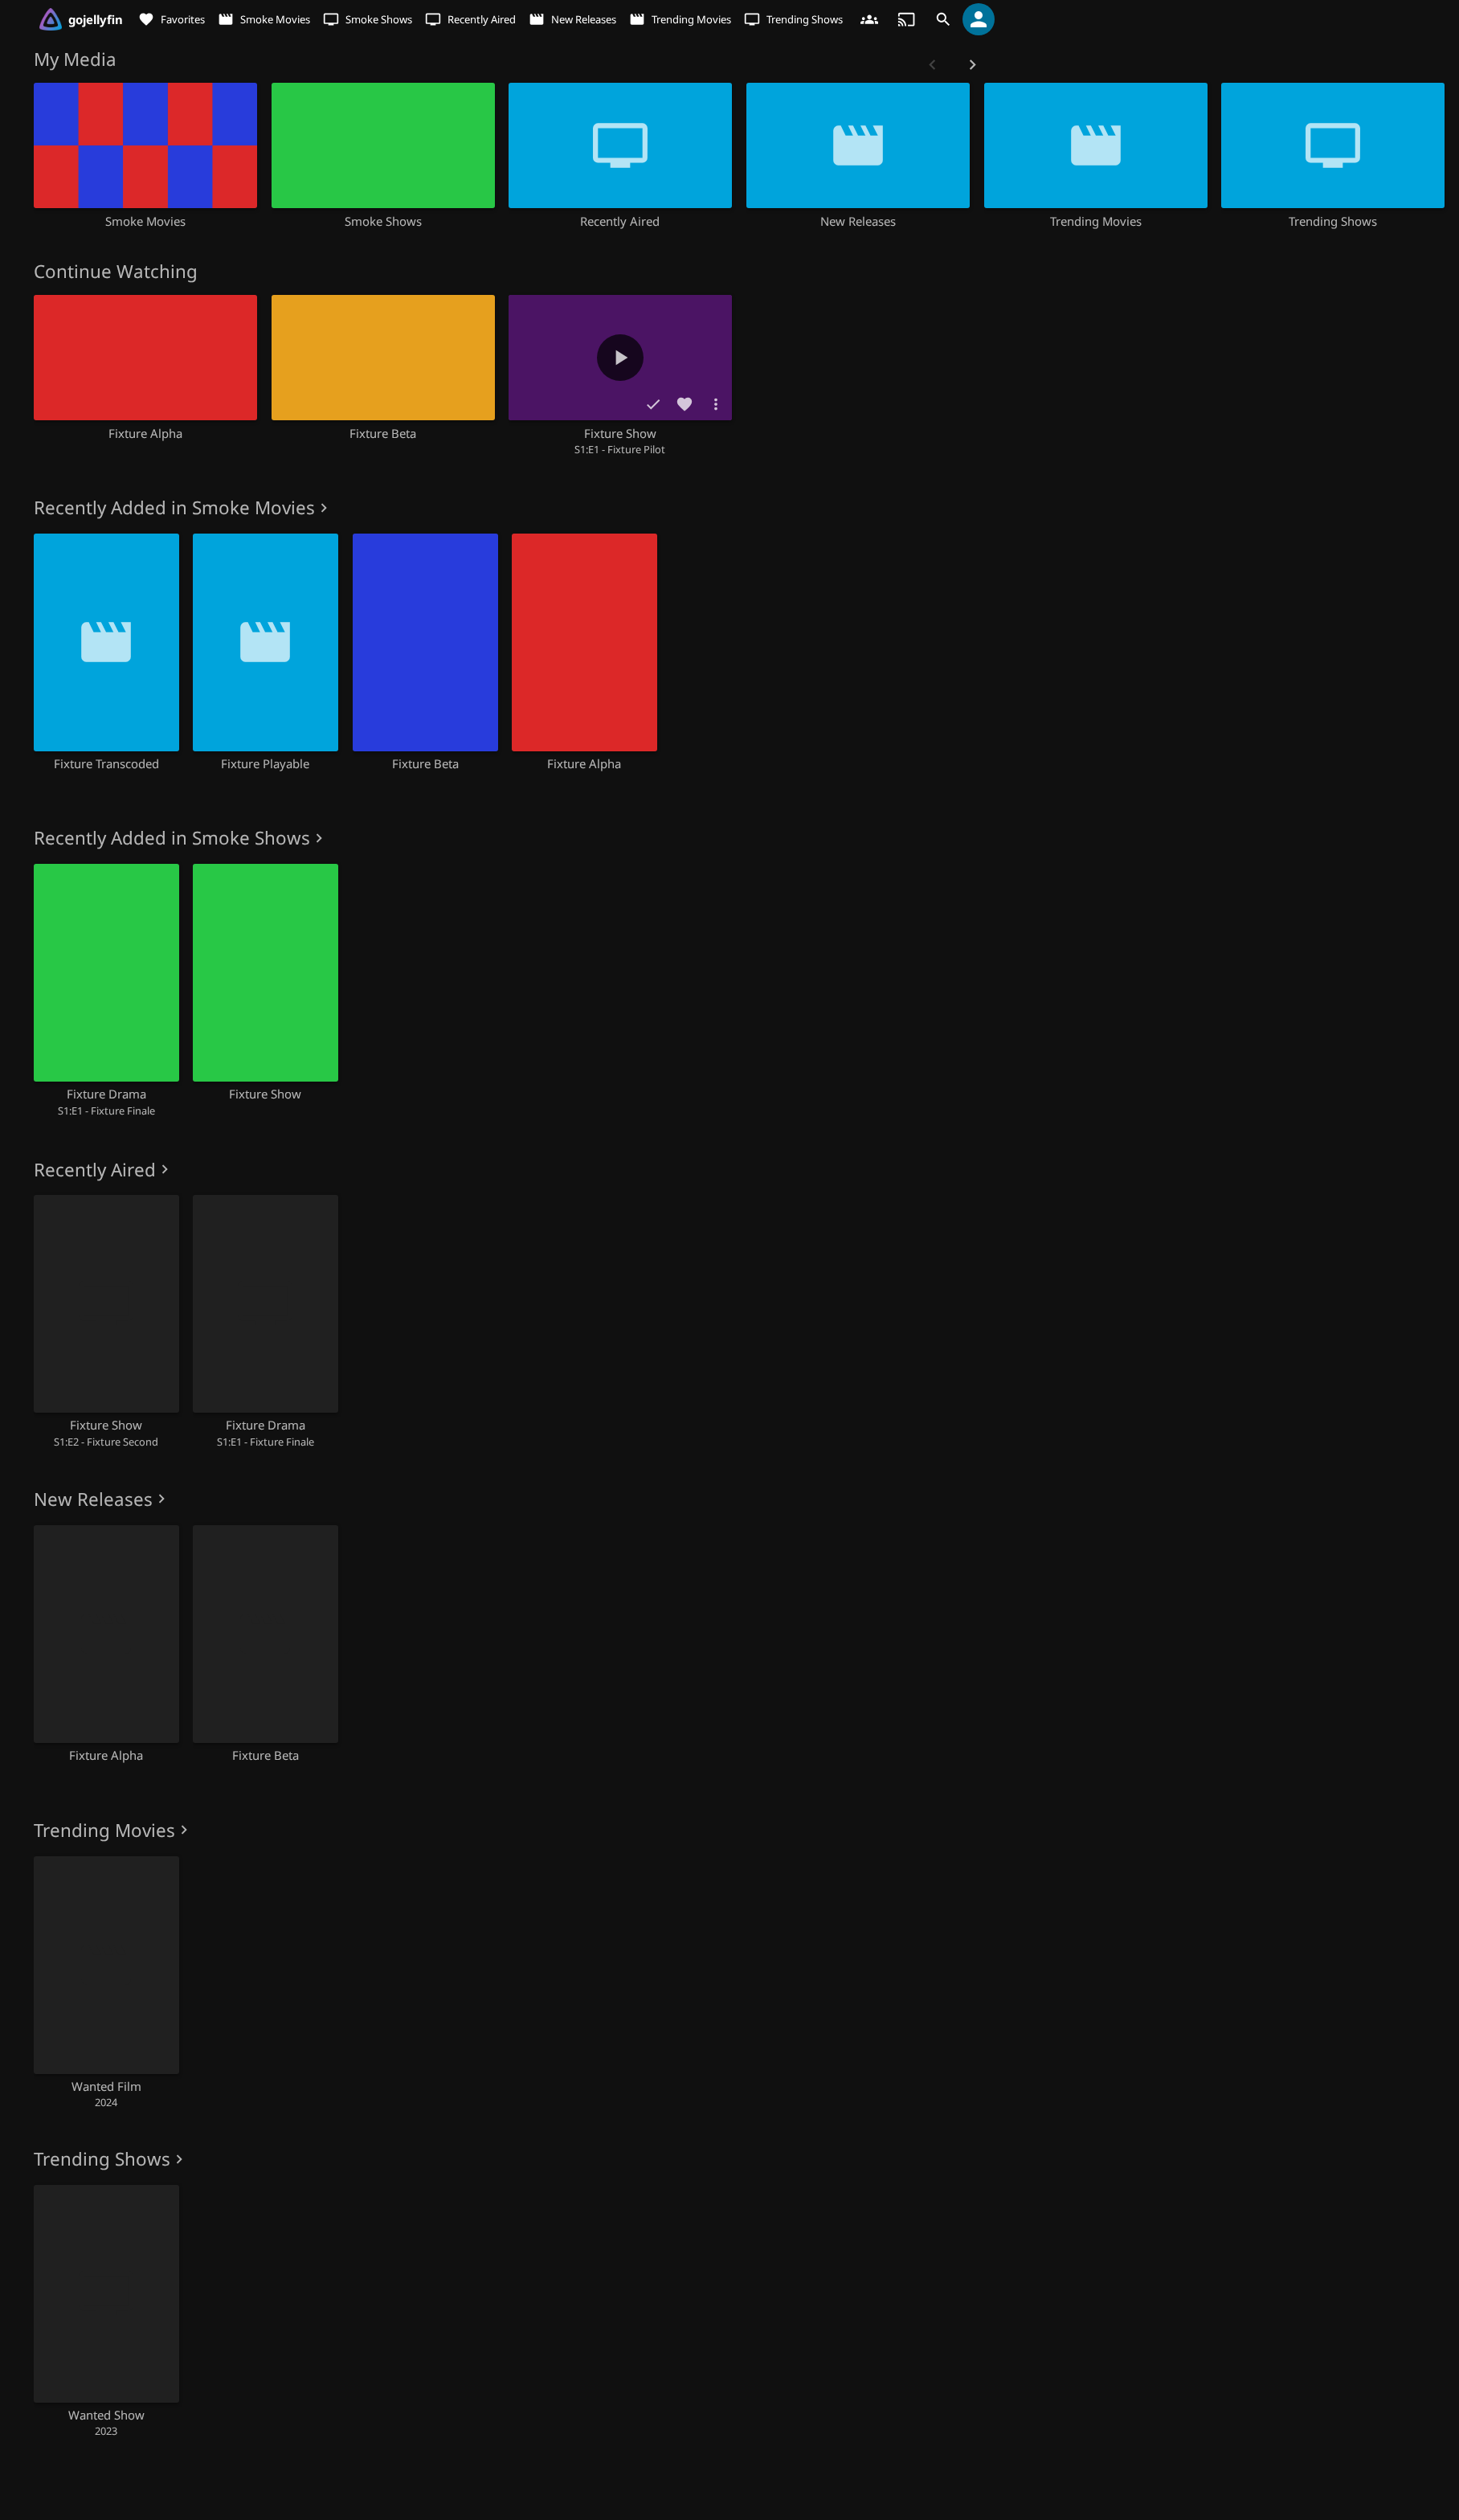 gojellyfin Favorites Smoke Movies Smoke Shows Recently Aired New Releases Trending Movies Trending Shows
My Media
Smoke Movies Smoke Shows Recently Aired New Releases Trending Movies Trending Shows
Continue Watching
Fixture Alpha Fixture Beta Fixture Show
S1:E1 - Fixture Pilot
Recently Added in Smoke Movies
Fixture Transcoded Fixture Playable Fixture Beta Fixture Alpha
Recently Added in Smoke Shows
Fixture Drama Fixture Show
S1:E1 - Fixture Finale
Recently Aired
Fixture Show Fixture Drama
S1:E2 - Fixture Second S1:E1 - Fixture Finale
New Releases
Fixture Alpha Fixture Beta
Trending Movies
Wanted Film
2024
Trending Shows
Wanted Show
2023